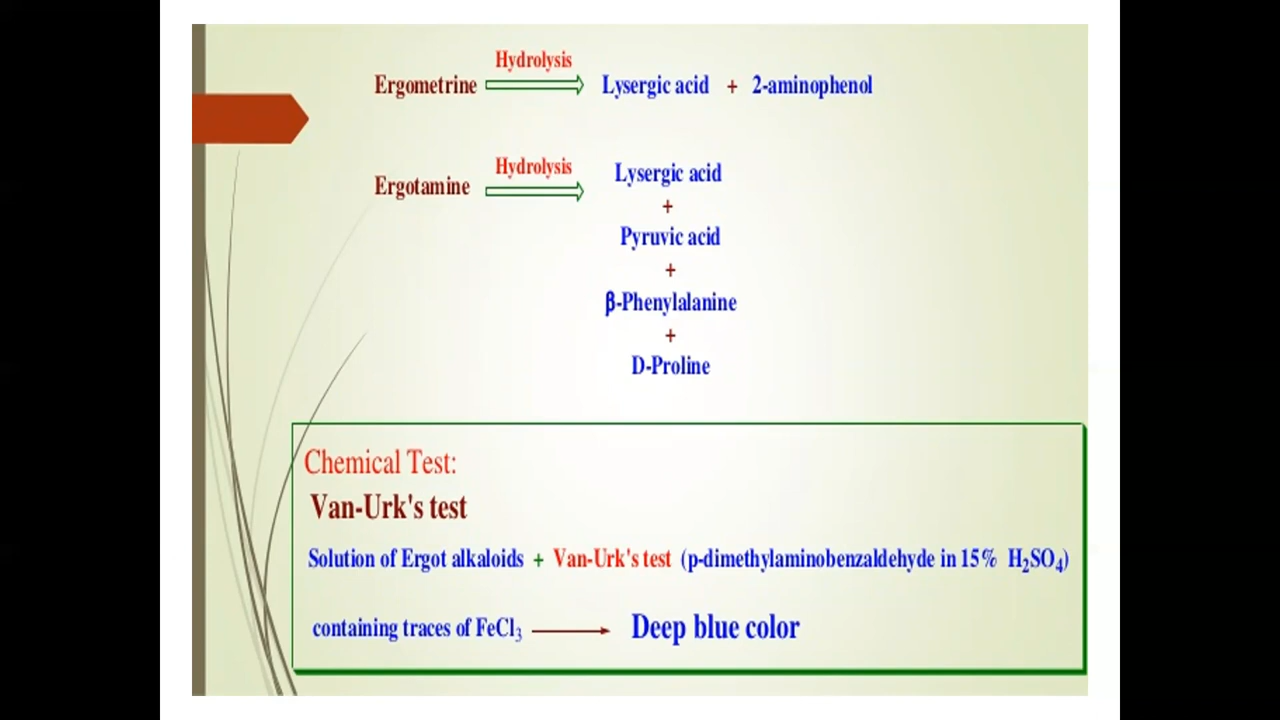 Hydrolysis
Ergometrine Lysergic acid + 2-aminophenol
Hydrolysis
Ergotamine Lysergic acid
+
Pyruvic acid
+
β-Phenylalanine
+
D-Proline
Chemical Test:
Van-Urk's test
Solution of Ergot alkaloids + Van-Urk's test (p-dimethylaminobenzaldehyde in 15% H₂SO₄)
containing traces of FeCl₃ → Deep blue color